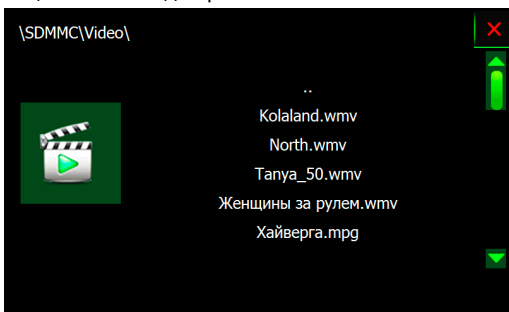 \SDMMC\Video\
..
Kolaland.wmv
North.wmv
Tanya_50.wmv
Женщины за рулем.wmv
Хайверга.mpg